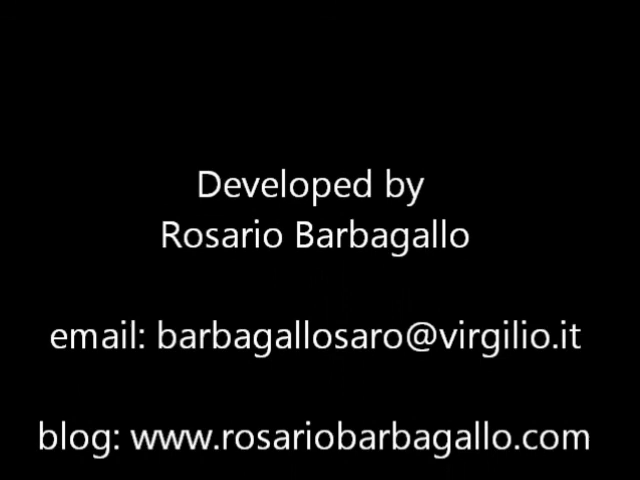 Developed by
Rosario Barbagallo
email: barbagallosaro@virgilio.it
blog: www.rosariobarbagallo.com